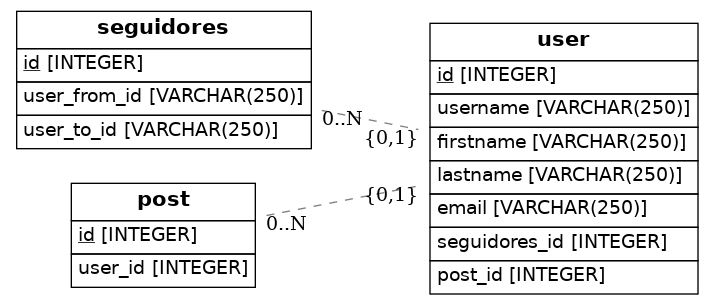 seguidores
id [INTEGER]
user_from_id [VARCHAR(250)]
user_to_id [VARCHAR(250)]
0..N
{0,1}
post
id [INTEGER]
user_id [INTEGER]
0..N
{0,1}
user
id [INTEGER]
username [VARCHAR(250)]
firstname [VARCHAR(250)]
lastname [VARCHAR(250)]
email [VARCHAR(250)]
seguidores_id [INTEGER]
post_id [INTEGER]